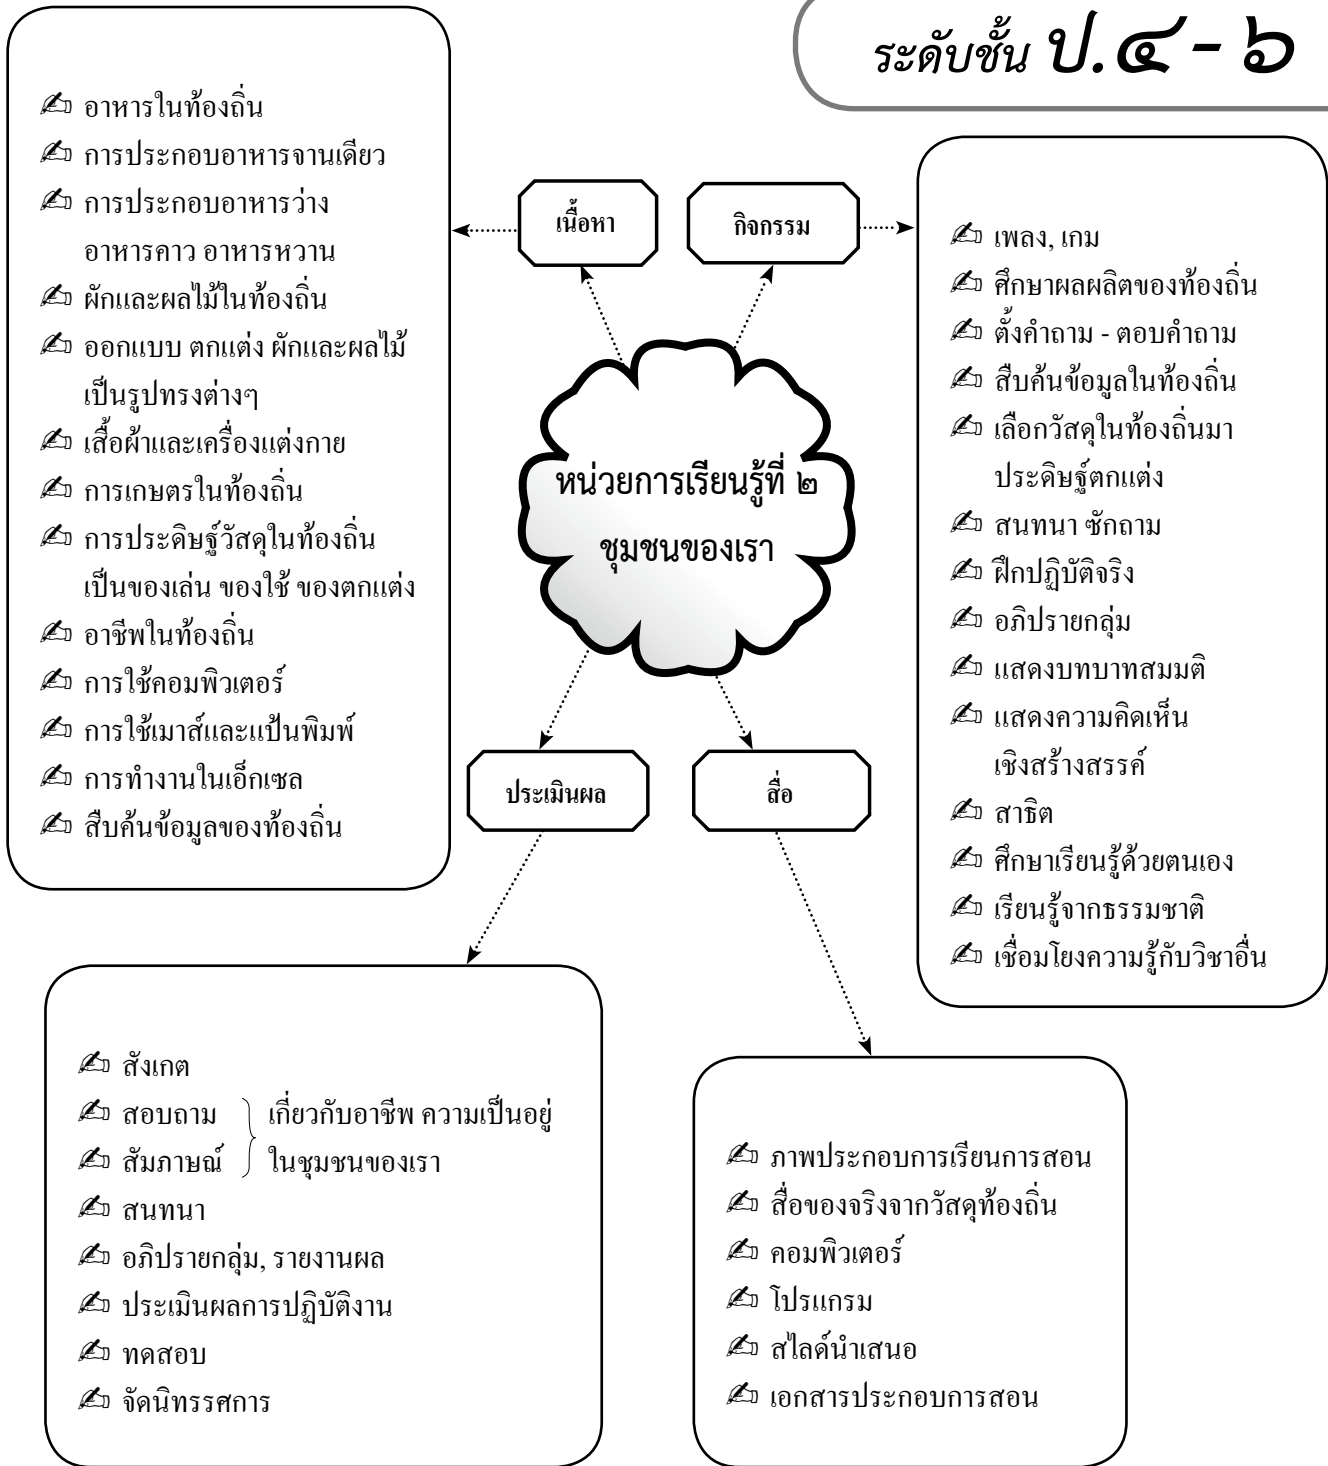 ระดับชั้น ป.๔ - ๖
อาหารในท้องถิ่น
การประกอบอาหารจานเดียว
การประกอบอาหารว่าง
อาหารคาว อาหารหวาน
ผักและผลไม้ในท้องถิ่น
ออกแบบ ตกแต่ง ผักและผลไม้
เป็นรูปทรงต่างๆ
เสื้อผ้าและเครื่องแต่งกาย
การเกษตรในท้องถิ่น
การประดิษฐ์วัสดุในท้องถิ่น
เป็นของเล่น ของใช้ ของตกแต่ง
อาชีพในท้องถิ่น
การใช้คอมพิวเตอร์
การใช้เมาส์และแป้นพิมพ์
การทำงานในเอ็กเซล
สืบค้นข้อมูลของท้องถิ่น
เนื้อหา
กิจกรรม
เพลง, เกม
ศึกษาผลผลิตของท้องถิ่น
ตั้งคำถาม - ตอบคำถาม
สืบค้นข้อมูลในท้องถิ่น
เลือกวัสดุในท้องถิ่นมา
ประดิษฐ์ตกแต่ง
สนทนา ซักถาม
ฝึกปฏิบัติจริง
อภิปรายกลุ่ม
แสดงบทบาทสมมติ
แสดงความคิดเห็น
เชิงสร้างสรรค์
สาธิต
ศึกษาเรียนรู้ด้วยตนเอง
เรียนรู้จากธรรมชาติ
เชื่อมโยงความรู้กับวิชาอื่น
หน่วยการเรียนรู้ที่ ๒
ชุมชนของเรา
ประเมินผล
สื่อ
สังเกต
สอบถาม เกี่ยวกับอาชีพ ความเป็นอยู่
สัมภาษณ์ ในชุมชนของเรา
สนทนา
อภิปรายกลุ่ม, รายงานผล
ประเมินผลการปฏิบัติงาน
ทดสอบ
จัดนิทรรศการ
ภาพประกอบการเรียนการสอน
สื่อของจริงจากวัสดุท้องถิ่น
คอมพิวเตอร์
โปรแกรม
สไลด์นำเสนอ
เอกสารประกอบการสอน